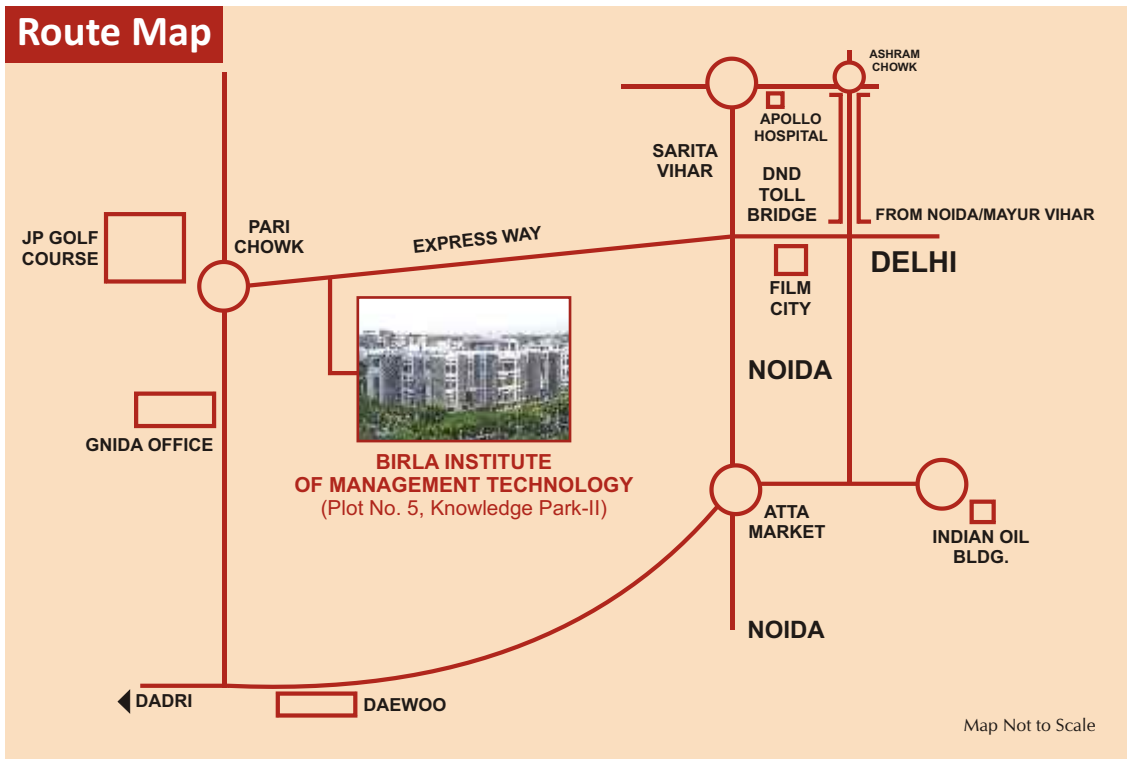 Route Map
ASHRAM
CHOWK
APOLLO
HOSPITAL
SARITA
VIHAR
DND
TOLL
BRIDGE
FROM NOIDA/MAYUR VIHAR
JP GOLF
COURSE
PARI
CHOWK
EXPRESS WAY
DELHI
FILM
CITY
NOIDA
GNIDA OFFICE
BIRLA INSTITUTE
OF MANAGEMENT TECHNOLOGY
(Plot No. 5, Knowledge Park-II)
ATTA
MARKET
INDIAN OIL
BLDG.
NOIDA
DADRI
DAEWOO
Map Not to Scale